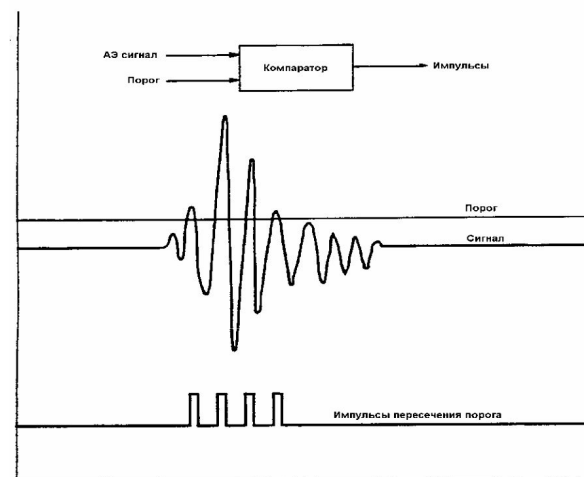 АЭ сигнал
Порог
Компаратор
Импульсы
Порог
Сигнал
Импульсы пересечения порога